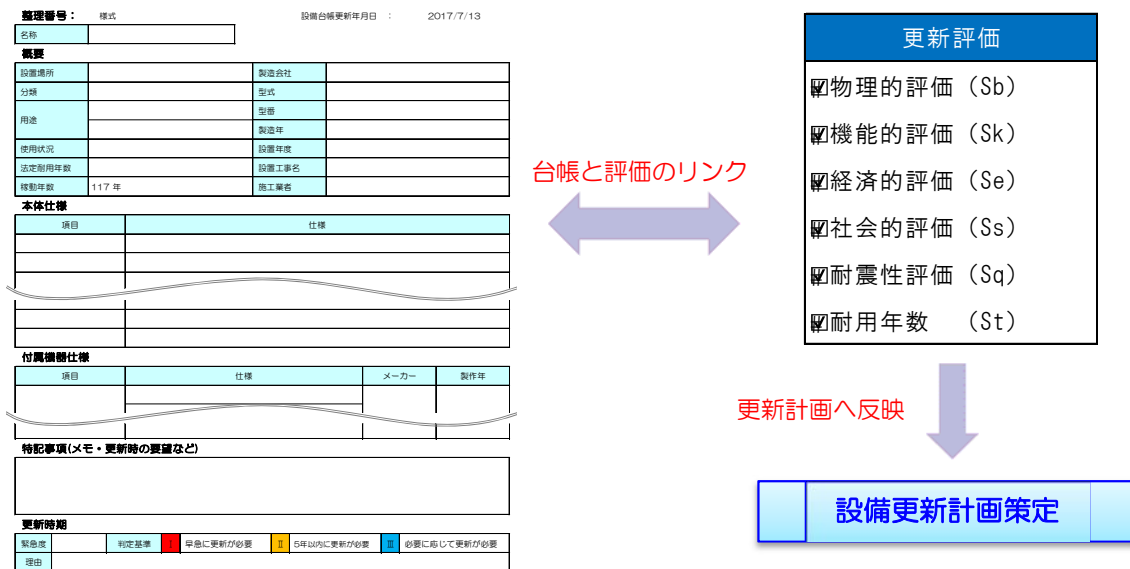 整理番号： 様式 設備台帳更新年月日 ： 2017/7/13
名称
概要
設置場所 製造会社
分類 型式
用途 型番
製造年
使用状況 設置年度
法定耐用年数 設置工事名
稼動年数 117 年 施工業者
本体仕様
項目 仕様
付属機器仕様
項目 仕様 メーカー 製作年
特記事項(メモ・更新時の要望など)
更新時期
緊急度 判定基準 Ⅰ 早急に更新が必要 Ⅱ 5年以内に更新が必要 Ⅲ 必要に応じて更新が必要
理由
台帳と評価のリンク
更新評価
物理的評価（Sb）
機能的評価（Sk）
経済的評価（Se）
社会的評価（Ss）
耐震性評価（Sq）
耐用年数 （St）
更新計画へ反映
設備更新計画策定